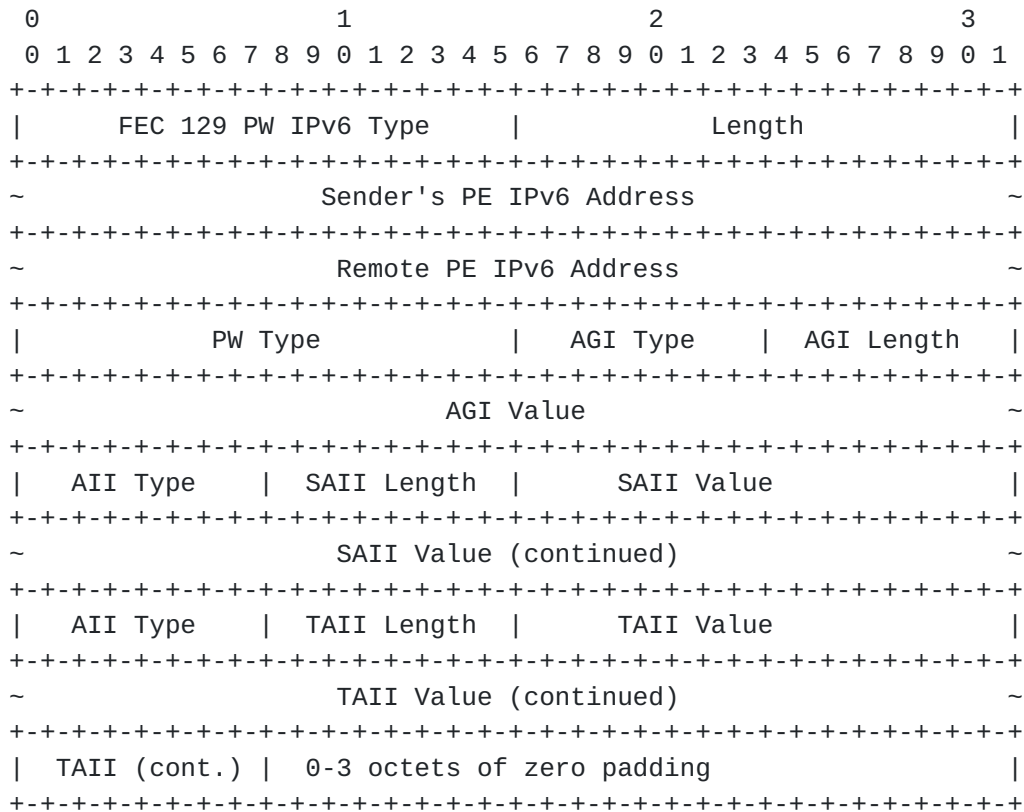 0                   1                   2                   3
 0 1 2 3 4 5 6 7 8 9 0 1 2 3 4 5 6 7 8 9 0 1 2 3 4 5 6 7 8 9 0 1
+-+-+-+-+-+-+-+-+-+-+-+-+-+-+-+-+-+-+-+-+-+-+-+-+-+-+-+-+-+-+-+-+
|      FEC 129 PW IPv6 Type     |            Length             |
+-+-+-+-+-+-+-+-+-+-+-+-+-+-+-+-+-+-+-+-+-+-+-+-+-+-+-+-+-+-+-+-+
~                   Sender's PE IPv6 Address                    ~
+-+-+-+-+-+-+-+-+-+-+-+-+-+-+-+-+-+-+-+-+-+-+-+-+-+-+-+-+-+-+-+-+
~                    Remote PE IPv6 Address                     ~
+-+-+-+-+-+-+-+-+-+-+-+-+-+-+-+-+-+-+-+-+-+-+-+-+-+-+-+-+-+-+-+-+
|            PW Type            |   AGI Type    |  AGI Length   |
+-+-+-+-+-+-+-+-+-+-+-+-+-+-+-+-+-+-+-+-+-+-+-+-+-+-+-+-+-+-+-+-+
~                           AGI Value                           ~
+-+-+-+-+-+-+-+-+-+-+-+-+-+-+-+-+-+-+-+-+-+-+-+-+-+-+-+-+-+-+-+-+
|   AII Type    |  SAII Length  |      SAII Value               |
+-+-+-+-+-+-+-+-+-+-+-+-+-+-+-+-+-+-+-+-+-+-+-+-+-+-+-+-+-+-+-+-+
~                    SAII Value (continued)                     ~
+-+-+-+-+-+-+-+-+-+-+-+-+-+-+-+-+-+-+-+-+-+-+-+-+-+-+-+-+-+-+-+-+
|   AII Type    |  TAII Length  |      TAII Value               |
+-+-+-+-+-+-+-+-+-+-+-+-+-+-+-+-+-+-+-+-+-+-+-+-+-+-+-+-+-+-+-+-+
~                    TAII Value (continued)                     ~
+-+-+-+-+-+-+-+-+-+-+-+-+-+-+-+-+-+-+-+-+-+-+-+-+-+-+-+-+-+-+-+-+
|  TAII (cont.) |  0-3 octets of zero padding                   |
+-+-+-+-+-+-+-+-+-+-+-+-+-+-+-+-+-+-+-+-+-+-+-+-+-+-+-+-+-+-+-+-+